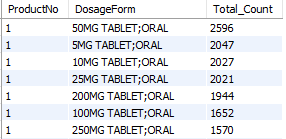 ProductNo DosageForm Total_Count
1 50MG TABLET;ORAL 2596
1 5MG TABLET;ORAL 2047
1 10MG TABLET;ORAL 2027
1 25MG TABLET;ORAL 2021
1 200MG TABLET;ORAL 1944
1 100MG TABLET;ORAL 1652
1 250MG TABLET;ORAL 1570